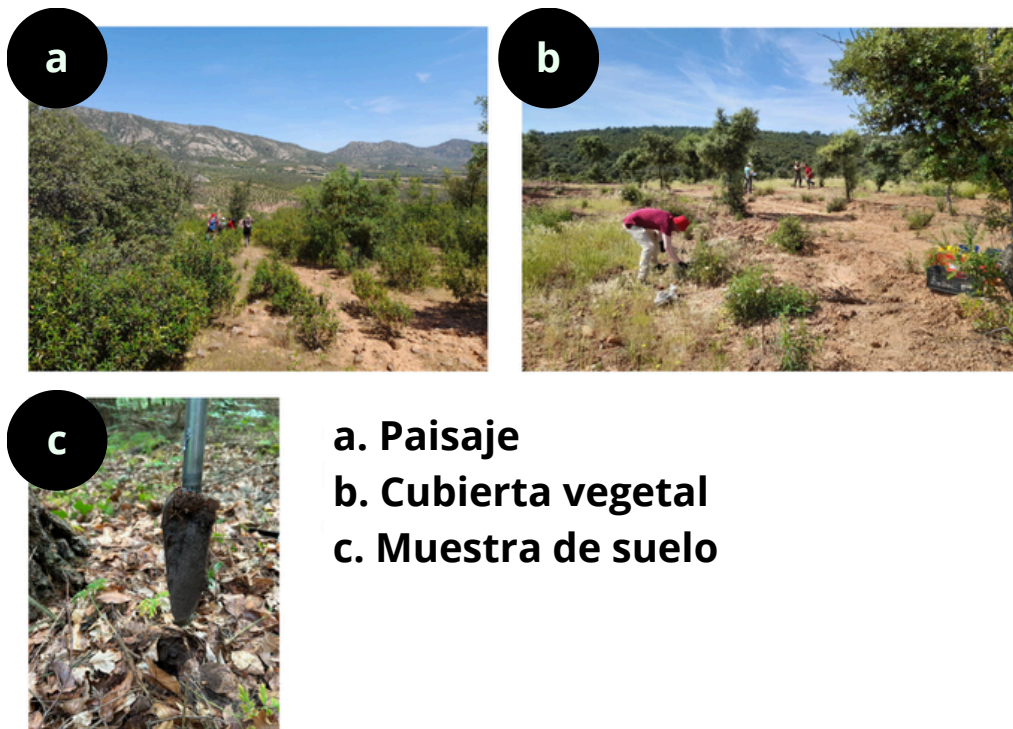 a
b
c
a. Paisaje
b. Cubierta vegetal
c. Muestra de suelo